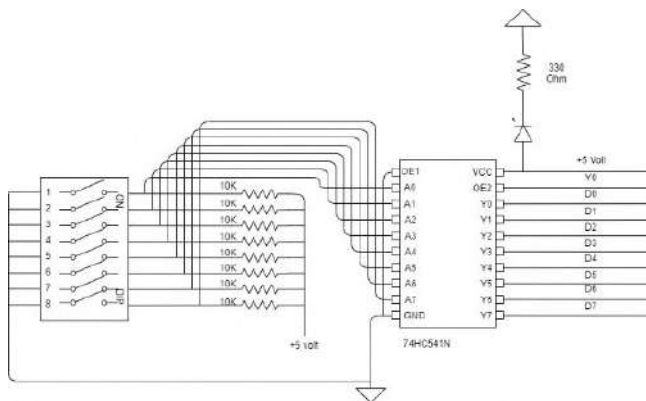 330
Ohm
+5 Volt
1
2
3
4
5
6
7
8
ON
DIP
10K
10K
10K
10K
10K
10K
10K
10K
+5 Volt
OE1
A0
A1
A2
A3
A4
A5
A6
A7
GND
VCC
OE2
Y0
Y1
Y2
Y3
Y4
Y5
Y6
Y7
Y0
D0
D1
D2
D3
D4
D5
D6
D7
74HC541N